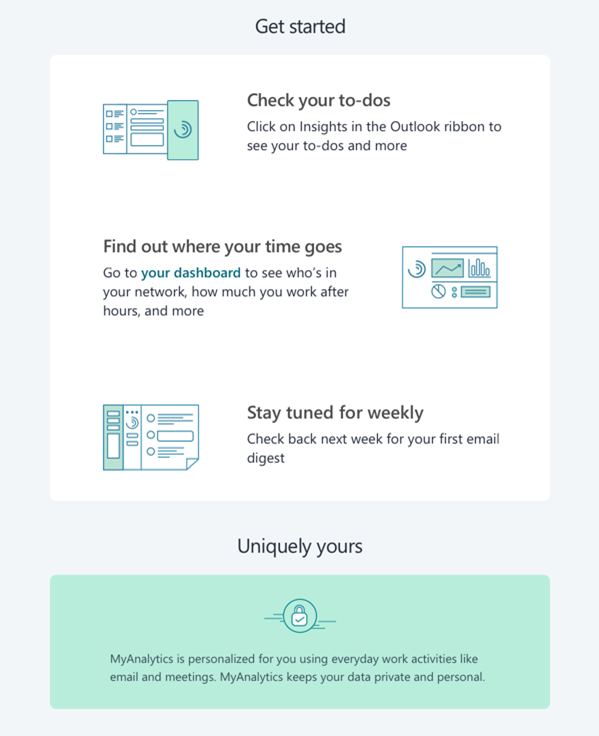 Get started
Check your to-dos
Click on Insights in the Outlook ribbon to
see your to-dos and more
Find out where your time goes
Go to your dashboard to see who's in
your network, how much you work after
hours, and more
Stay tuned for weekly
Check back next week for your first email
digest
Uniquely yours
MyAnalytics is personalized for you using everyday work activities like
email and meetings. MyAnalytics keeps your data private and personal.